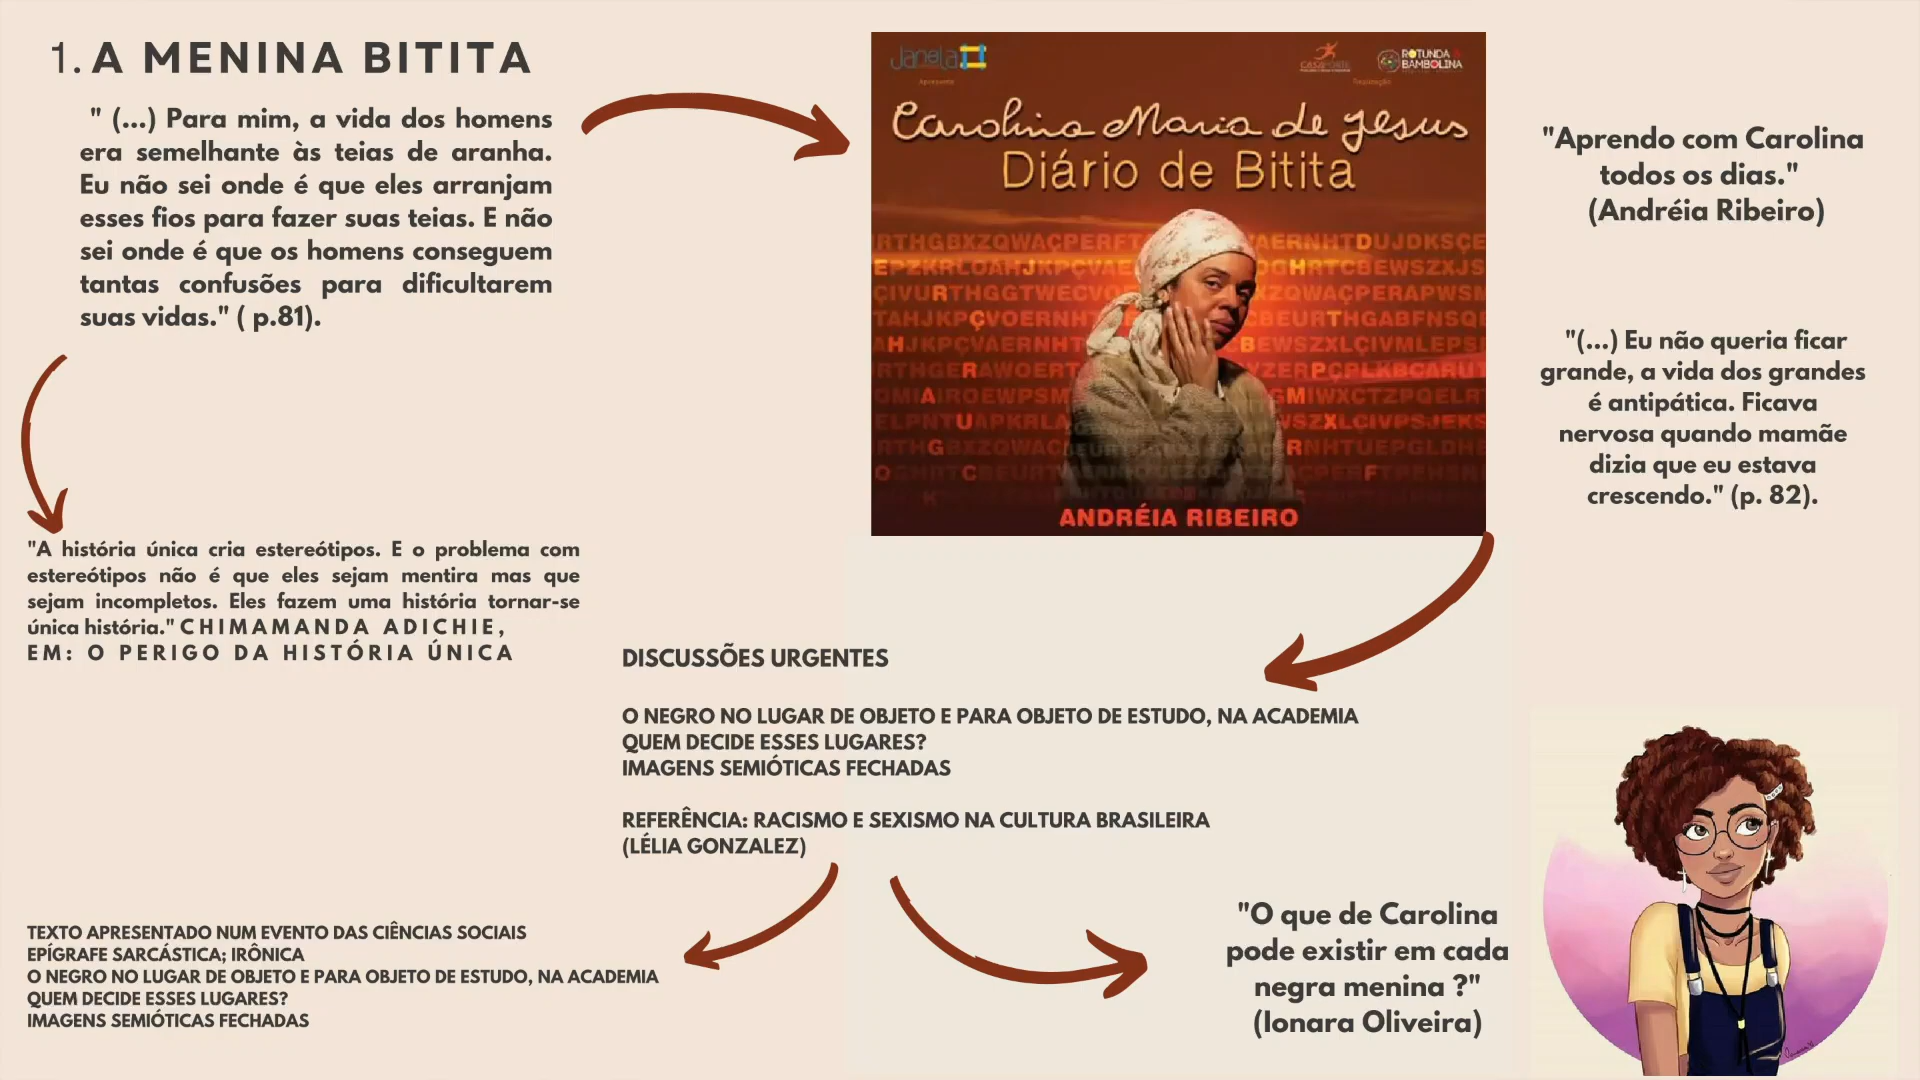 1. A MENINA BITITA
" (...) Para mim, a vida dos homens
era semelhante às teias de aranha.
Eu não sei onde é que eles arranjam
esses fios para fazer suas teias. E não
sei onde é que os homens conseguem
tantas confusões para dificultarem
suas vidas." ( p.81).
Janela
Apresenta
CASAFORTE
ROTUNDA &
BAMBOLINA
Realização
Carolina Maria de Jesus
Diário de Bitita
ANDRÉIA RIBEIRO
"Aprendo com Carolina
todos os dias."
(Andréia Ribeiro)
"(...) Eu não queria ficar
grande, a vida dos grandes
é antipática. Ficava
nervosa quando mamãe
dizia que eu estava
crescendo." (p. 82).
"A história única cria estereótipos. E o problema com
estereótipos não é que eles sejam mentira mas que
sejam incompletos. Eles fazem uma história tornar-se
única história." CHIMAMANDA ADICHIE,
EM: O PERIGO DA HISTÓRIA ÚNICA
DISCUSSÕES URGENTES
O NEGRO NO LUGAR DE OBJETO E PARA OBJETO DE ESTUDO, NA ACADEMIA
QUEM DECIDE ESSES LUGARES?
IMAGENS SEMIÓTICAS FECHADAS
REFERÊNCIA: RACISMO E SEXISMO NA CULTURA BRASILEIRA
(LÉLIA GONZALEZ)
TEXTO APRESENTADO NUM EVENTO DAS CIÊNCIAS SOCIAIS
EPÍGRAFE SARCÁSTICA; IRÔNICA
O NEGRO NO LUGAR DE OBJETO E PARA OBJETO DE ESTUDO, NA ACADEMIA
QUEM DECIDE ESSES LUGARES?
IMAGENS SEMIÓTICAS FECHADAS
"O que de Carolina
pode existir em cada
negra menina ?"
(Ionara Oliveira)